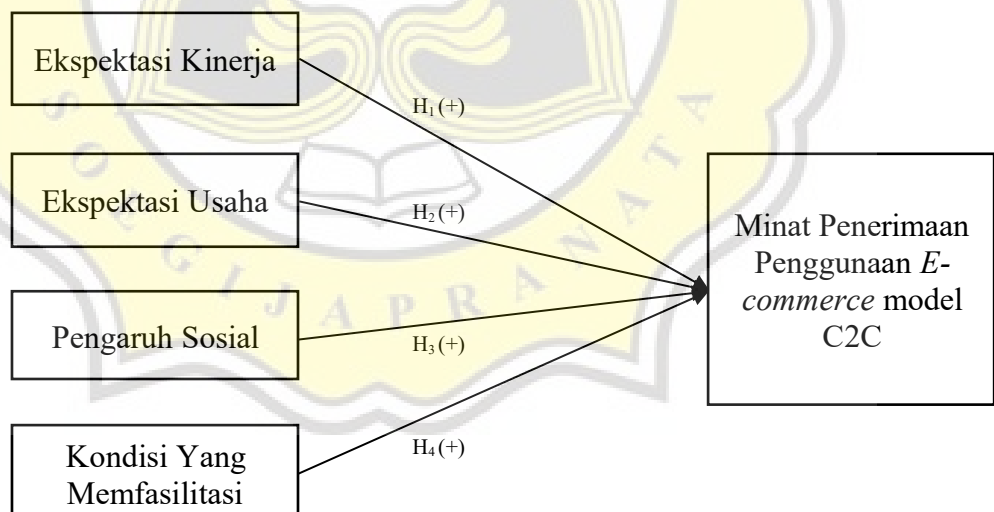 Ekspektasi Kinerja
H₁(+)
Ekspektasi Usaha
H₂(+)
Pengaruh Sosial
H₃(+)
Kondisi Yang
Memfasilitasi
H₄(+)
Minat Penerimaan
Penggunaan E-
commerce model
C2C
SOEGIJAPRANATA